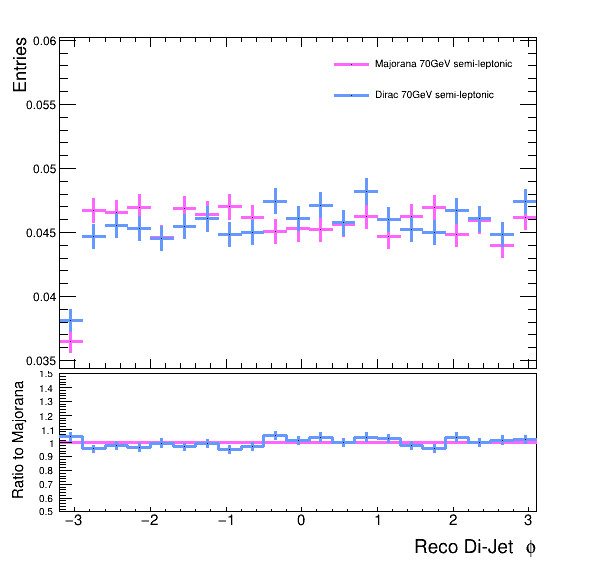 Entries
0.06
0.055
0.05
0.045
0.04
0.035
Majorana 70GeV semi-leptonic
Dirac 70GeV semi-leptonic
Ratio to Majorana
1.5
1.4
1.3
1.2
1.1
1
0.9
0.8
0.7
0.6
0.5
−3 −2 −1 0 1 2 3
Reco Di-Jet ϕ